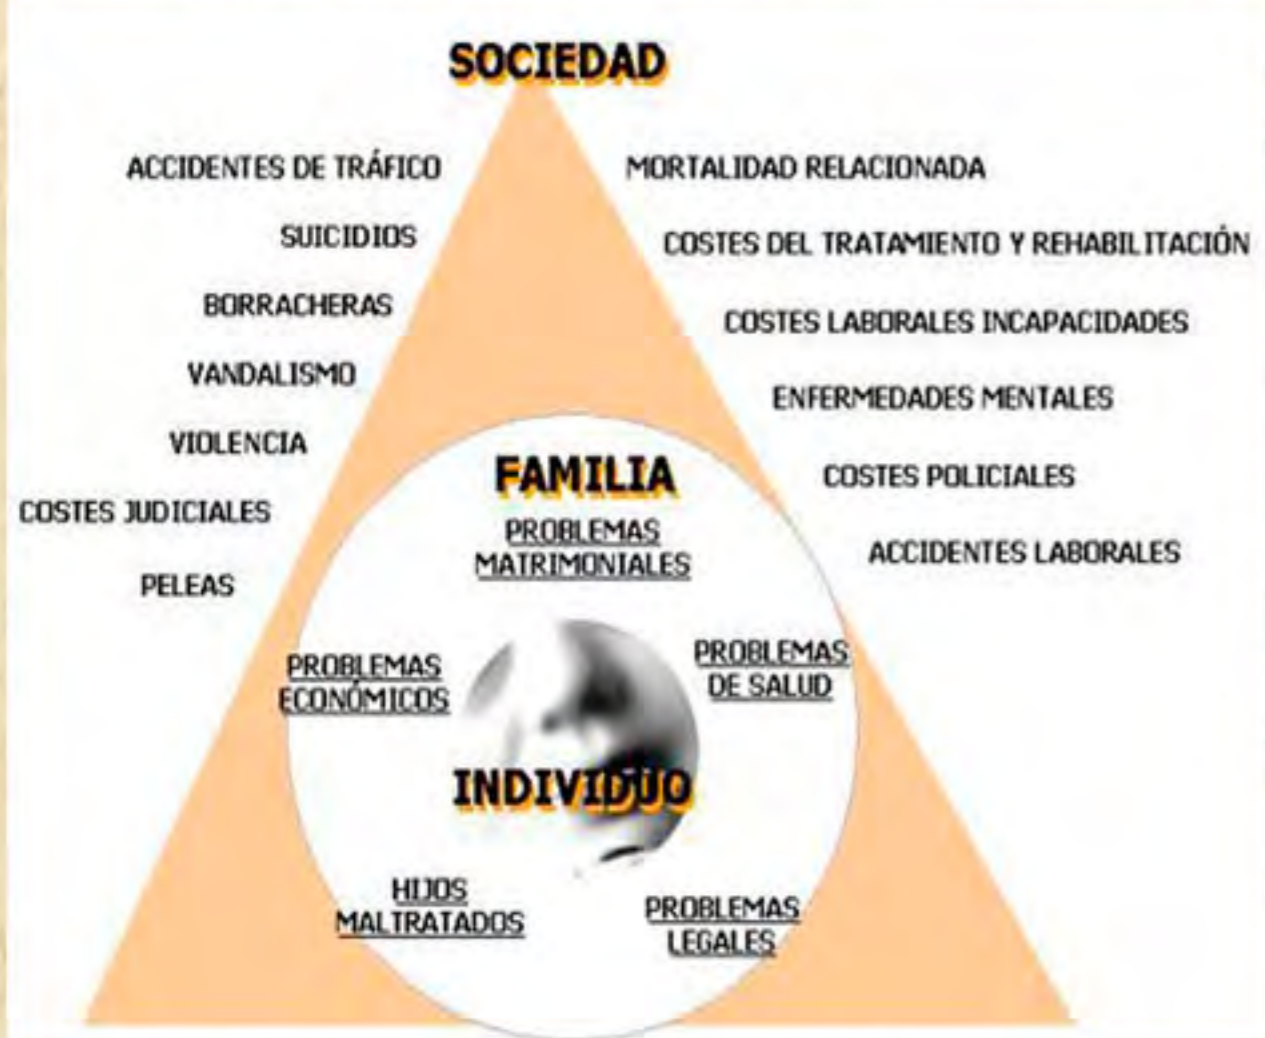 SOCIEDAD
ACCIDENTES DE TRÁFICO
SUICIDIOS
BORRACHERAS
VANDALISMO
VIOLENCIA
COSTES JUDICIALES
PELEAS
MORTALIDAD RELACIONADA
COSTES DEL TRATAMIENTO Y REHABILITACIÓN
COSTES LABORALES INCAPACIDADES
ENFERMEDADES MENTALES
COSTES POLICIALES
ACCIDENTES LABORALES
FAMILIA
PROBLEMAS
MATRIMONIALES
PROBLEMAS
ECONÓMICOS
PROBLEMAS
DE SALUD
INDIVIDUO
HIJOS
MALTRATADOS
PROBLEMAS
LEGALES